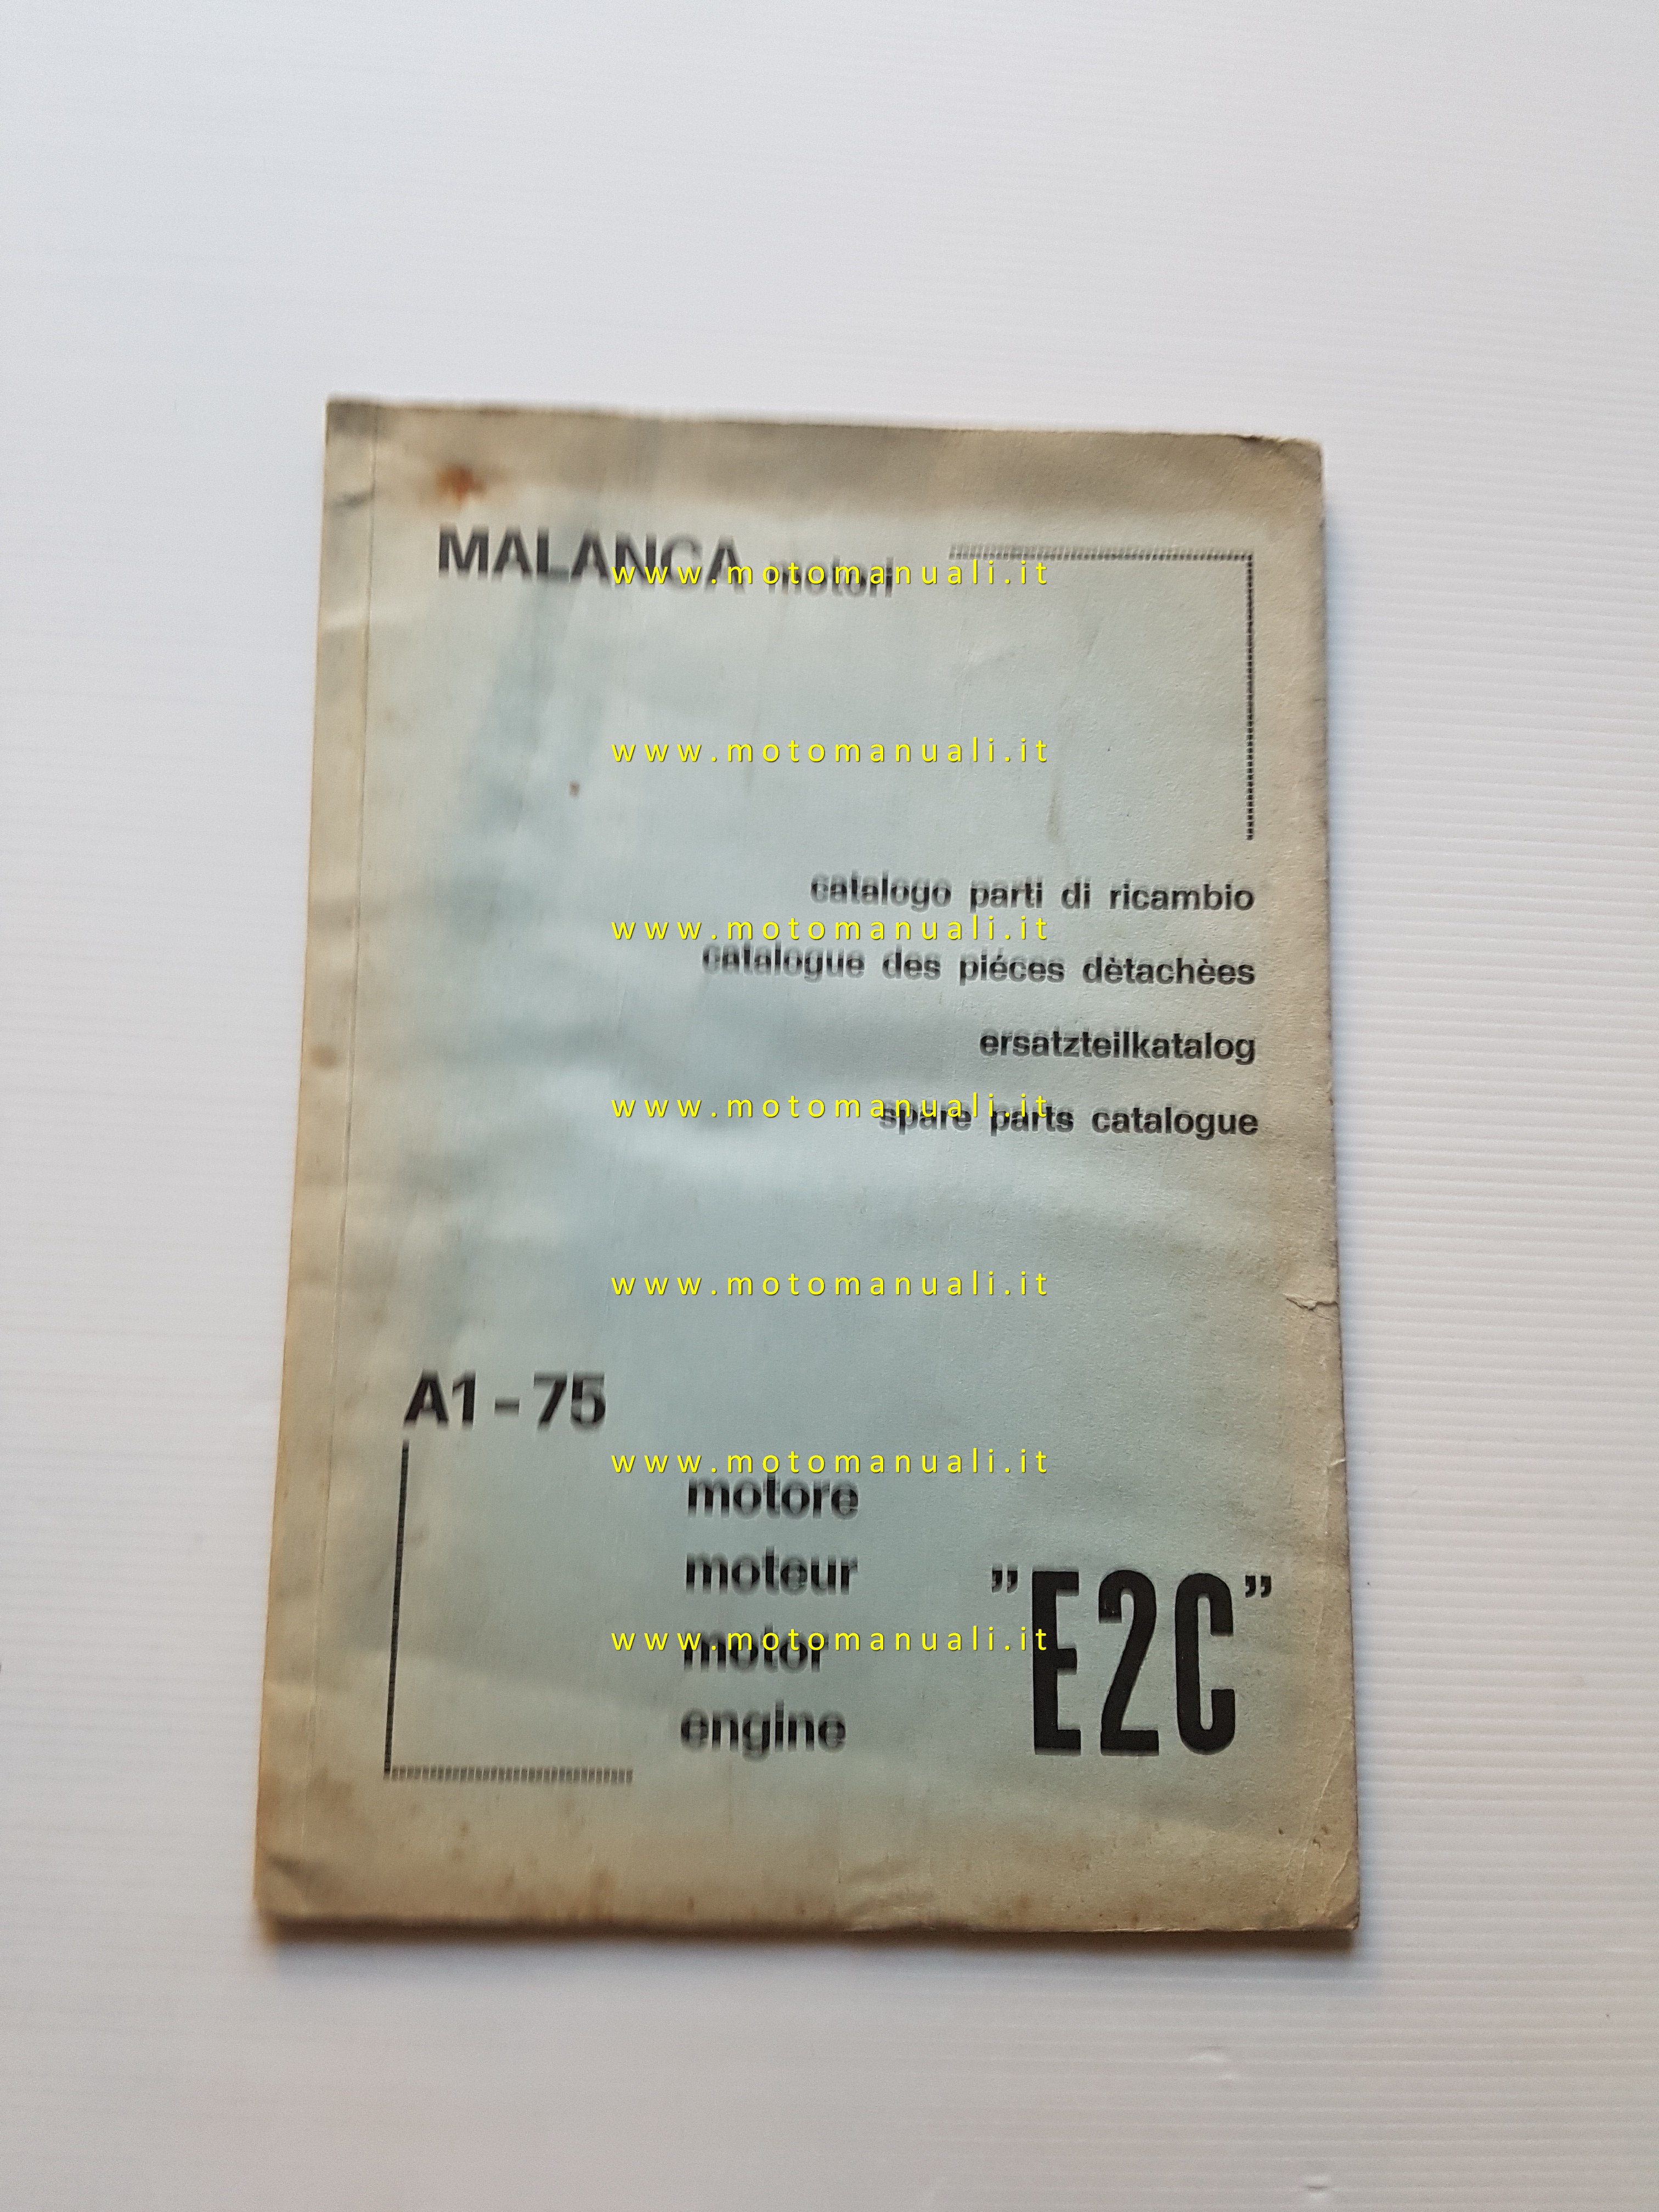 MALANCA motori
www.motomanuali.it
www.motomanuali.it
catalogo parti di ricambio
www.motomanuali.it
catalogue des piéces dètachèes
ersatzteilkatalog
www.motomanuali.it
spare parts catalogue
www.motomanuali.it
A1-75
www.motomanuali.it
motore
moteur
"E2C"
www.motomanuali.it
motor
engine